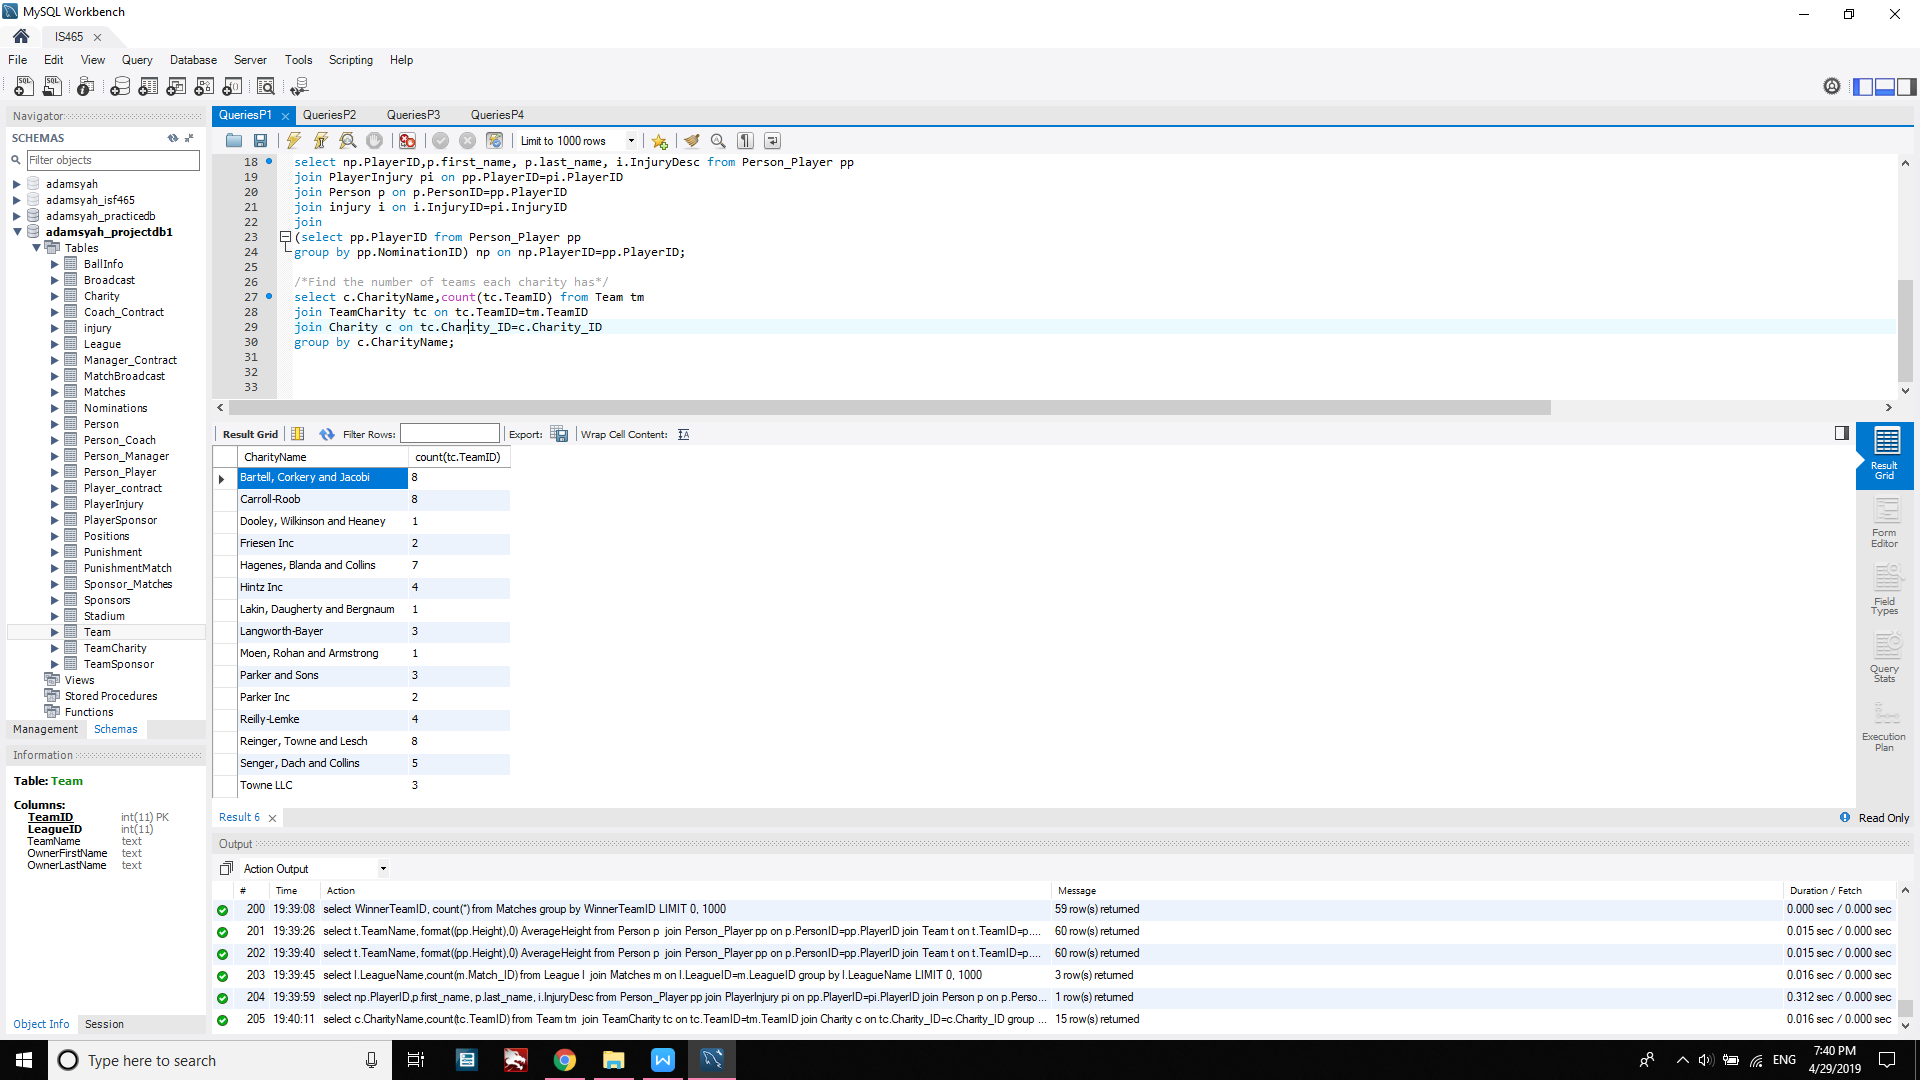 MySQL Workbench
IS465
File Edit View Query Database Server Tools Scripting Help
Navigator
SCHEMAS
Filter objects
adamsyah
adamsyah_isf465
adamsyah_practicedb
adamsyah_projectdb1
Tables
BallInfo
Broadcast
Charity
Coach_Contract
injury
League
Manager_Contract
MatchBroadcast
Matches
Nominations
Person
Person_Coach
Person_Manager
Person_Player
Player_contract
PlayerInjury
PlayerSponsor
Positions
Punishment
PunishmentMatch
Sponsor_Matches
Sponsors
Stadium
Team
TeamCharity
TeamSponsor
Views
Stored Procedures
Functions
Management Schemas
Information
Table: Team
Columns:
TeamID int(11) PK
LeagueID int(11)
TeamName text
OwnerFirstName text
OwnerLastName text
Object Info Session
QueriesP1 QueriesP2 QueriesP3 QueriesP4
Limit to 1000 rows
18 select np.PlayerID,p.first_name, p.last_name, i.InjuryDesc from Person_Player pp
19 join PlayerInjury pi on pp.PlayerID=pi.PlayerID
20 join Person p on p.PersonID=pp.PlayerID
21 join injury i on i.InjuryID=pi.InjuryID
22 join
23 (select pp.PlayerID from Person_Player pp
24 group by pp.NominationID) np on np.PlayerID=pp.PlayerID;
25
26 /*Find the number of teams each charity has*/
27 select c.CharityName,count(tc.TeamID) from Team tm
28 join TeamCharity tc on tc.TeamID=tm.TeamID
29 join Charity c on tc.Charity_ID=c.Charity_ID
30 group by c.CharityName;
31
32
33
Result Grid Filter Rows: Export: Wrap Cell Content:
CharityName count(tc.TeamID)
Bartell, Corkery and Jacobi 8
Carroll-Roob 8
Dooley, Wilkinson and Heaney 1
Friesen Inc 2
Hagenes, Blanda and Collins 7
Hintz Inc 4
Lakin, Daugherty and Bergnaum 1
Langworth-Bayer 3
Moen, Rohan and Armstrong 1
Parker and Sons 3
Parker Inc 2
Reilly-Lemke 4
Reinger, Towne and Lesch 8
Senger, Dach and Collins 5
Towne LLC 3
Result Grid
Form Editor
Field Types
Query Stats
Execution Plan
Result 6
Read Only
Output
Action Output
# Time Action Message Duration / Fetch
200 19:39:08 select WinnerTeamID, count(*) from Matches group by WinnerTeamID LIMIT 0, 1000 59 row(s) returned 0.000 sec / 0.000 sec
201 19:39:26 select t.TeamName, format((pp.Height),0) AverageHeight from Person p join Person_Player pp on p.PersonID=pp.PlayerID join Team t on t.TeamID=p.... 60 row(s) returned 0.015 sec / 0.000 sec
202 19:39:40 select t.TeamName, format((pp.Height),0) AverageHeight from Person p join Person_Player pp on p.PersonID=pp.PlayerID join Team t on t.TeamID=p.... 60 row(s) returned 0.015 sec / 0.000 sec
203 19:39:45 select l.LeagueName,count(m.Match_ID) from League l join Matches m on l.LeagueID=m.LeagueID group by l.LeagueName LIMIT 0, 1000 3 row(s) returned 0.016 sec / 0.000 sec
204 19:39:59 select np.PlayerID,p.first_name, p.last_name, i.InjuryDesc from Person_Player pp join PlayerInjury pi on pp.PlayerID=pi.PlayerID join Person p on p.Perso... 1 row(s) returned 0.312 sec / 0.000 sec
205 19:40:11 select c.CharityName,count(tc.TeamID) from Team tm join TeamCharity tc on tc.TeamID=tm.TeamID join Charity c on tc.Charity_ID=c.Charity_ID group ... 15 row(s) returned 0.016 sec / 0.000 sec
Type here to search
ENG
7:40 PM
4/29/2019